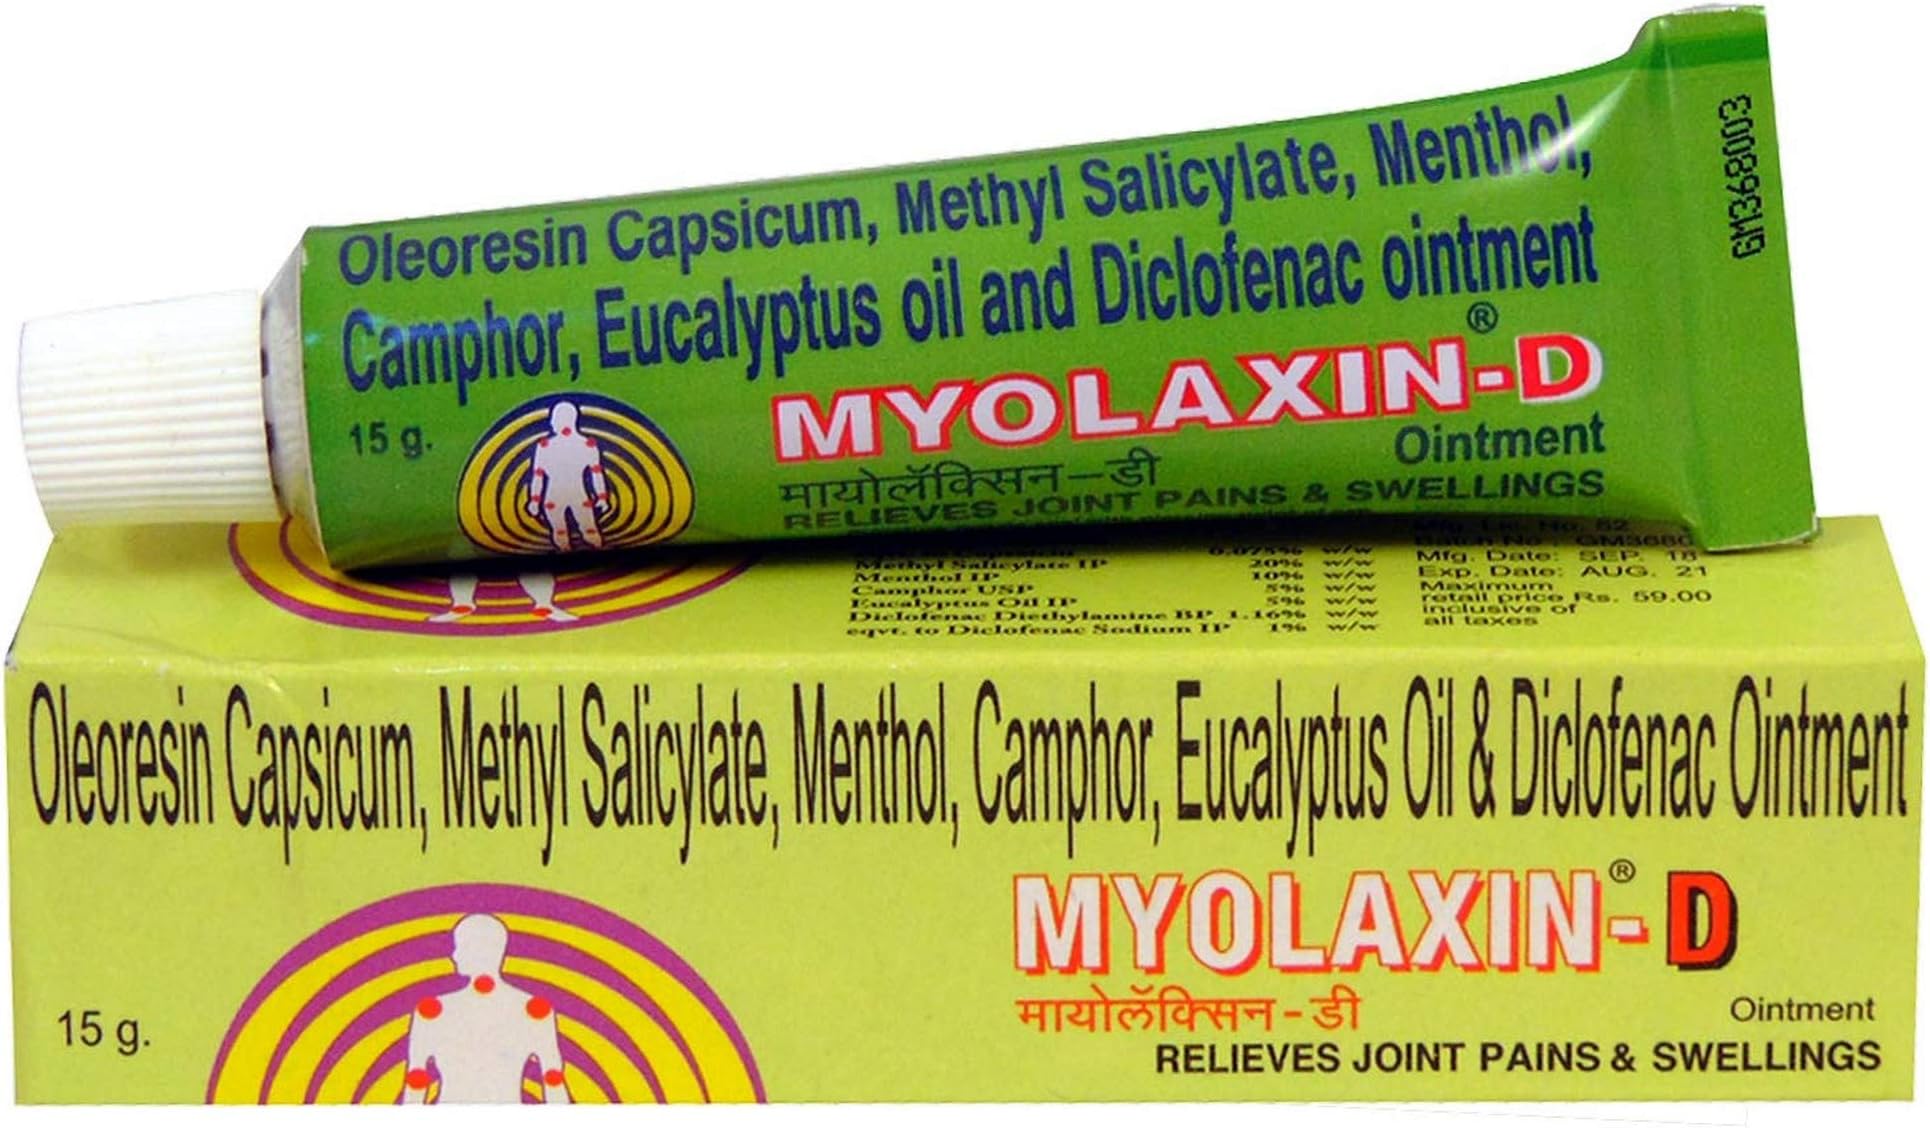 Oleoresin Capsicum, Methyl Salicylate, Menthol,
Camphor, Eucalyptus oil and Diclofenac ointment
15 g.
MYOLAXIN®-D
Ointment
मायोलॅक्सिन-डी
RELIEVES JOINT PAINS & SWELLINGS
GM368003
0.075% w/w
Methyl Salicylate IP 20% w/w
Menthol IP 10% w/w
Camphor USP 5% w/w
Eucalyptus Oil IP 5% w/w
Diclofenac Diethylamine BP 1.16% w/w
eqvt. to Diclofenac Sodium IP 1% w/w
Mfg. Date: SEP. 18
Exp. Date: AUG. 21
Maximum
retail price Rs. 59.00
inclusive of
all taxes
Oleoresin Capsicum, Methyl Salicylate, Menthol, Camphor, Eucalyptus Oil & Diclofenac Ointment
MYOLAXIN®-D
मायोलॅक्सिन-डी
Ointment
15 g.
RELIEVES JOINT PAINS & SWELLINGS